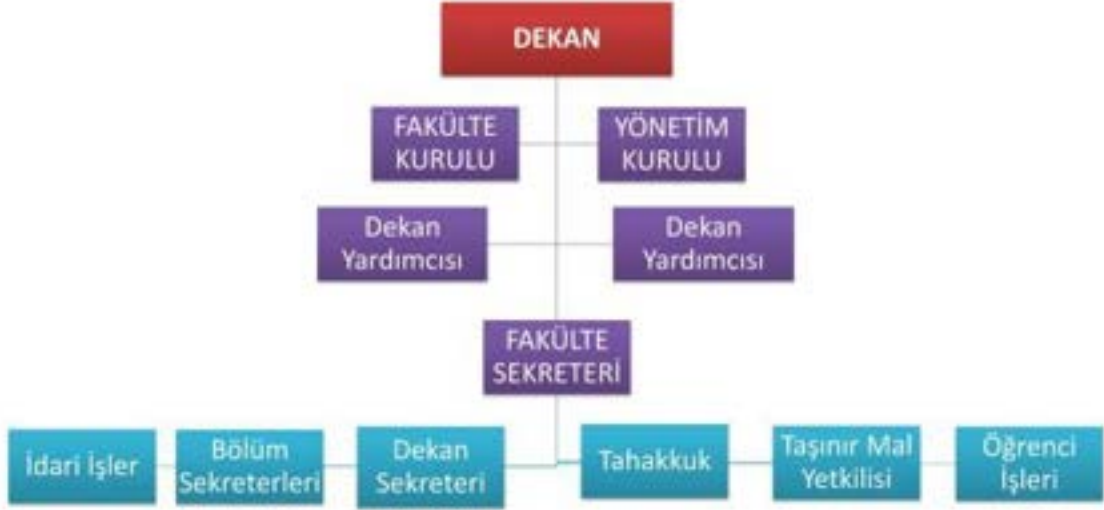 DEKAN
FAKÜLTE
KURULU
YÖNETİM
KURULU
Dekan
Yardımcısı
Dekan
Yardımcısı
FAKÜLTE
SEKRETERİ
İdari İşler
Bölüm
Sekreterleri
Dekan
Sekreteri
Tahakkuk
Taşınır Mal
Yetkilisi
Öğrenci
İşleri